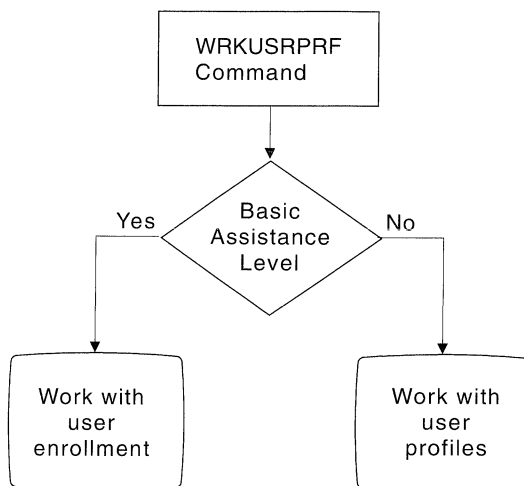 WRKUSRPRF
Command
Basic
Assistance
Level
Yes
No
Work with
user
enrollment
Work with
user
profiles